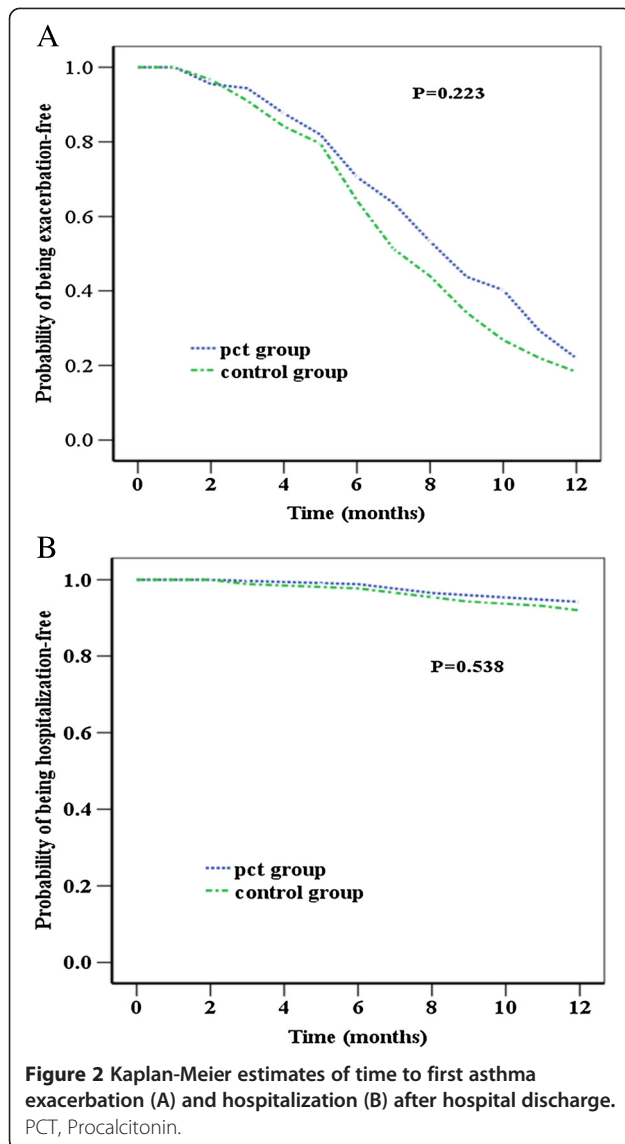 A
Probability of being exacerbation-free
1.0
0.8
0.6
0.4
0.2
0.0
P=0.223
pct group
control group
0 2 4 6 8 10 12
Time (months)
B
Probability of being hospitalization-free
1.0
0.8
0.6
0.4
0.2
0.0
P=0.538
pct group
control group
0 2 4 6 8 10 12
Time (months)
Figure 2 Kaplan-Meier estimates of time to first asthma
exacerbation (A) and hospitalization (B) after hospital discharge.
PCT, Procalcitonin.